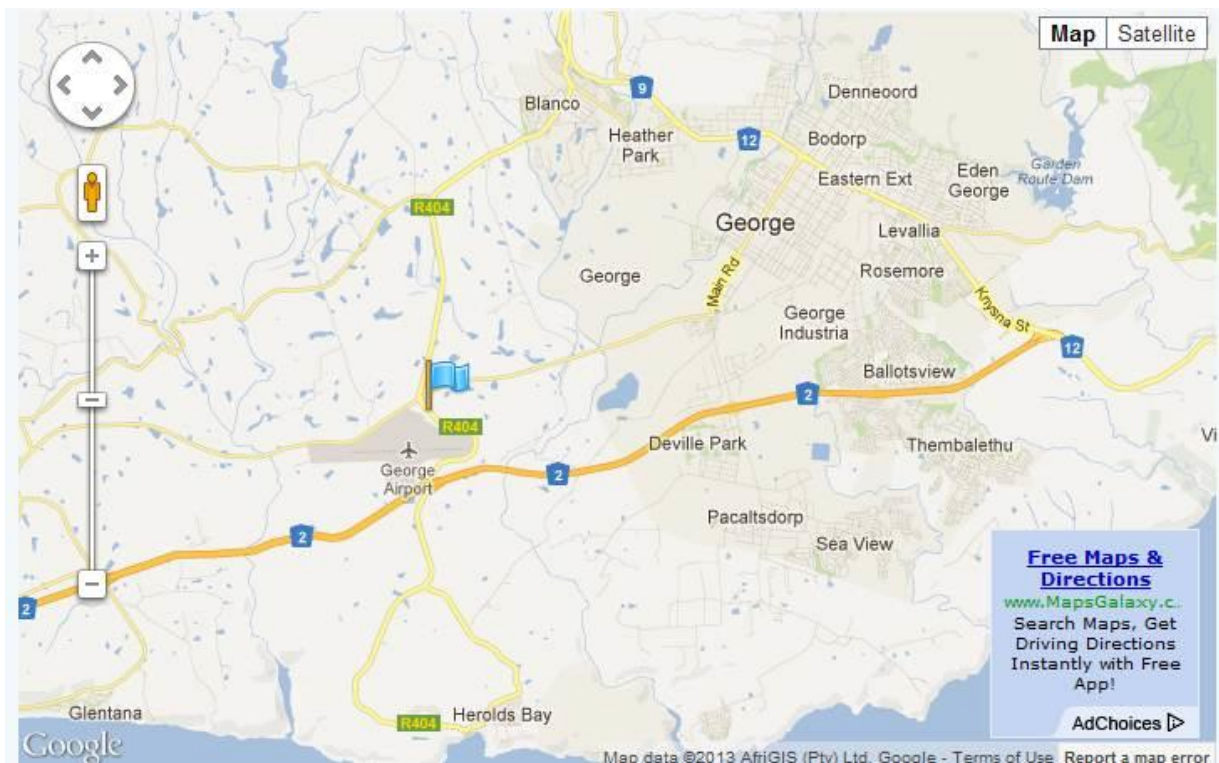 Map Satellite
Denneoord
9
Blanco
Heather
Park
12
Bodorp
Eastern Ext
Eden
George
Garden
Route Dam
R404
George
Levallia
George
Rosemore
Main Rd
Knysna St
George
Industria
12
Ballotsview
2
R404
Deville Park
Thembalethu
Vi
George
Airport
2
Pacaltsdorp
2
Sea View
2
Free Maps &
Directions
www.MapsGalaxy.c..
Search Maps, Get
Driving Directions
Instantly with Free
App!
Glentana
R404
Herolds Bay
AdChoices
Google
Map data ©2013 AfriGIS (Pty) Ltd, Google - Terms of Use Report a map error